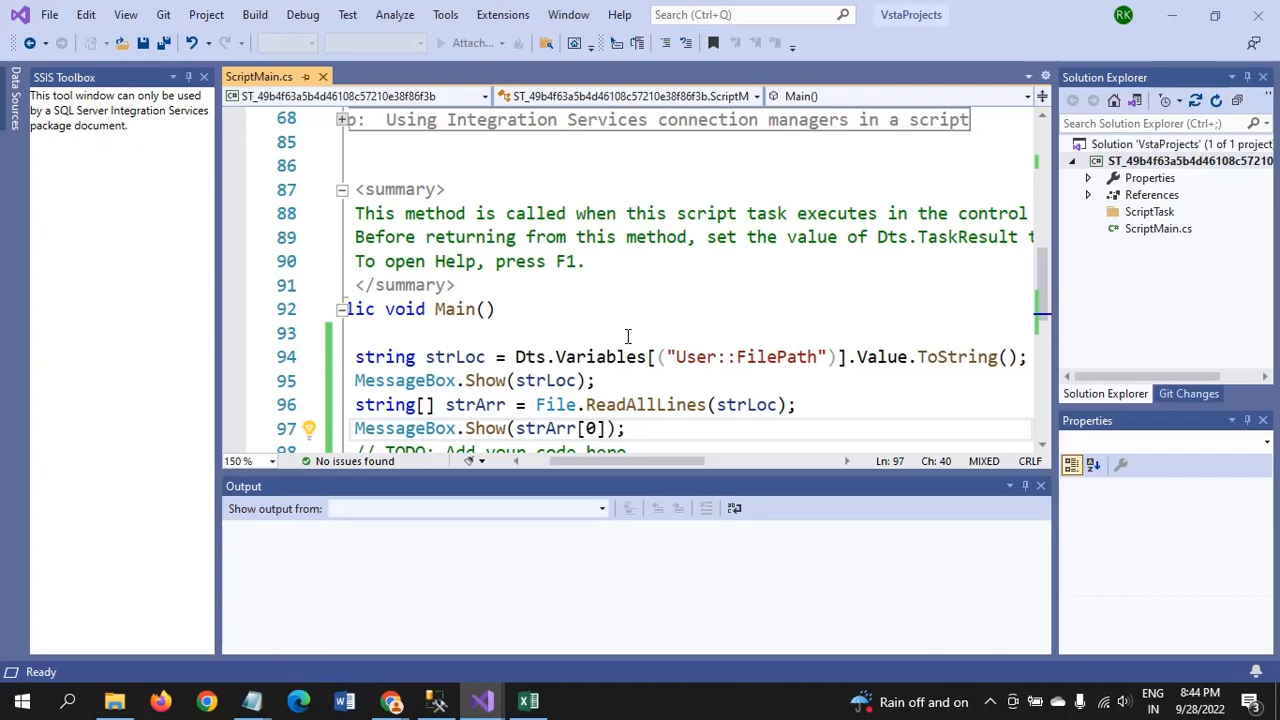 File Edit View Git Project Build Debug Test Analyze Tools Extensions Window Help Search (Ctrl+Q) VstaProjects RK
Attach...
Data Sources
SSIS Toolbox
This tool window can only be used
by a SQL Server Integration Services
package document.
ScriptMain.cs
ST_49b4f63a5b4d46108c57210e38f86f3b ST_49b4f63a5b4d46108c57210e38f86f3b.ScriptM Main()
68 p: Using Integration Services connection managers in a script
85
86
87 <summary>
88 This method is called when this script task executes in the control
89 Before returning from this method, set the value of Dts.TaskResult t
90 To open Help, press F1.
91 </summary>
92 lic void Main()
93
94 string strLoc = Dts.Variables[("User::FilePath")].Value.ToString();
95 MessageBox.Show(strLoc);
96 string[] strArr = File.ReadAllLines(strLoc);
97 MessageBox.Show(strArr[0]);
98 // TODO: Add your code here
150 % No issues found Ln: 97 Ch: 40 MIXED CRLF
Output
Show output from:
Solution Explorer
Search Solution Explorer (Ctrl+;)
Solution 'VstaProjects' (1 of 1 project
ST_49b4f63a5b4d46108c57210
Properties
References
ScriptTask
ScriptMain.cs
Solution Explorer Git Changes
Properties
Ready
Rain off and on
ENG
IN
8:44 PM
9/28/2022
3